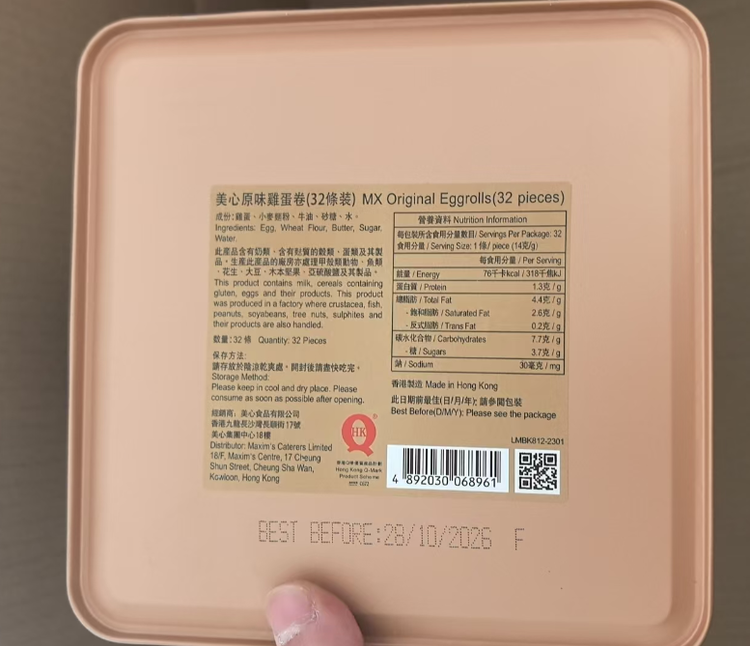 美心原味雞蛋卷(32條裝) MX Original Eggrolls(32 pieces)
成份:雞蛋、小麥麵粉、牛油、砂糖、水。
Ingredients: Egg, Wheat Flour, Butter, Sugar,
Water.
此產品含有奶類、含有麩質的穀類、蛋類及其製
品。生產此產品的廠房亦處理甲殼類動物、魚類
、花生、大豆、木本堅果、亞硫酸鹽及其製品。
This product contains milk, cereals containing
gluten, eggs and their products. This product
was produced in a factory where crustacea, fish,
peanuts, soyabeans, tree nuts, sulphites and
their products are also handled.
數量:32 條 Quantity: 32 Pieces
保存方法:
請存放於陰涼乾爽處、開封後請盡快吃完。
Storage Method:
Please keep in cool and dry place. Please
consume as soon as possible after opening.
經銷商: 美心食品有限公司
香港九龍長沙灣長順街17號
美心集團中心18樓
Distributor: Maxim's Caterers Limited
18/F, Maxim's Centre, 17 Cheung
Shun Street, Cheung Sha Wan,
Kowloon, Hong Kong
HK
Hong Kong Q-Mark
Product Scheme
營養資料 Nutrition Information
每包裝所含食用分量數目/ Servings Per Package: 32
食用分量 / Serving Size: 1 條/ piece (14克/g)
每食用分量 / Per Serving
能量 / Energy 76千卡kcal / 318千焦kJ
蛋白質 / Protein 1.3克 / g
總脂肪 / Total Fat 4.4克 / g
- 飽和脂肪 / Saturated Fat 2.6克 / g
- 反式脂肪 / Trans Fat 0.2克 / g
碳水化合物 / Carbohydrates 7.7克 / g
- 糖 / Sugars 3.7克 / g
鈉 / Sodium 30毫克 / mg
香港製造 Made in Hong Kong
此日期前最佳(日/月/年): 請參閱包裝
Best Before(D/M/Y): Please see the package
LMBK812-2301
4 892030 068961
BEST BEFORE:28/10/2026 F